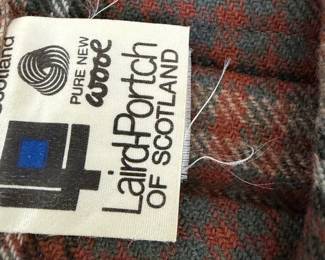 Scotland
PURE NEW
wool
Laird-Portch
OF SCOTLAND